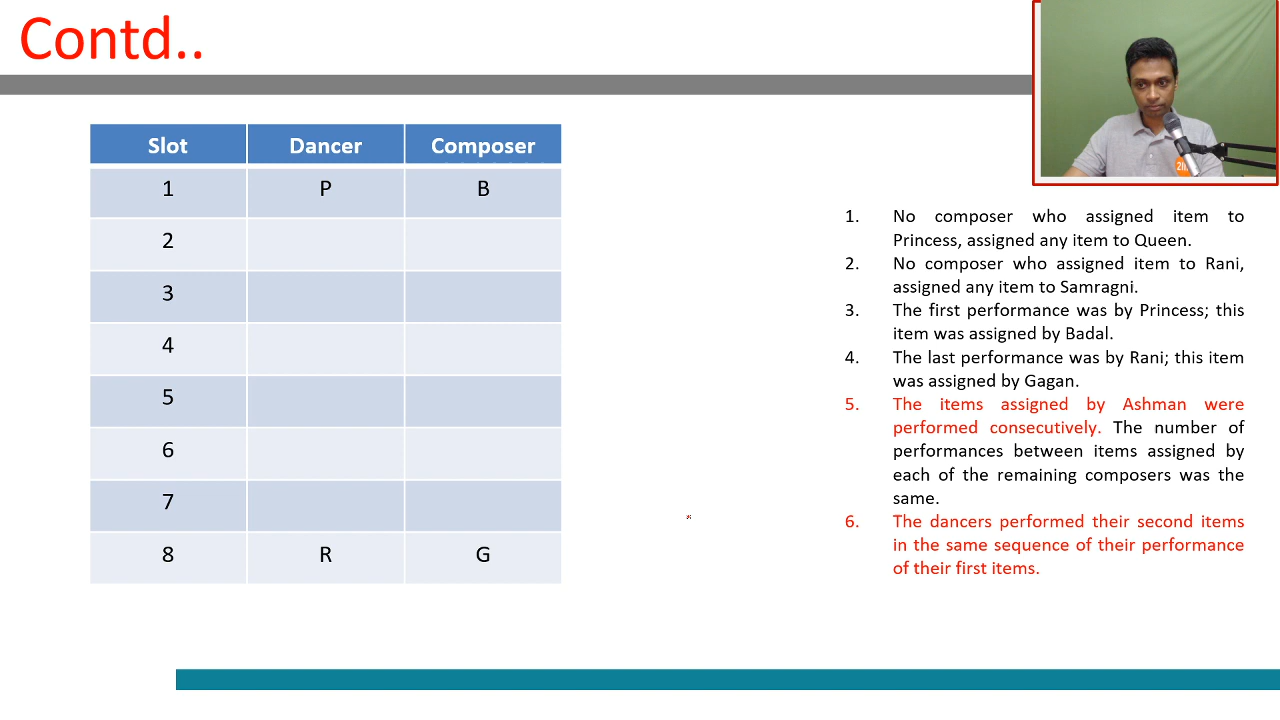 Contd..
Slot Dancer Composer
1 P B
2
3
4
5
6
7
8 R G
1. No composer who assigned item to
Princess, assigned any item to Queen.
2. No composer who assigned item to Rani,
assigned any item to Samragni.
3. The first performance was by Princess; this
item was assigned by Badal.
4. The last performance was by Rani; this item
was assigned by Gagan.
5. The items assigned by Ashman were
performed consecutively. The number of
performances between items assigned by
each of the remaining composers was the
same.
6. The dancers performed their second items
in the same sequence of their performance
of their first items.